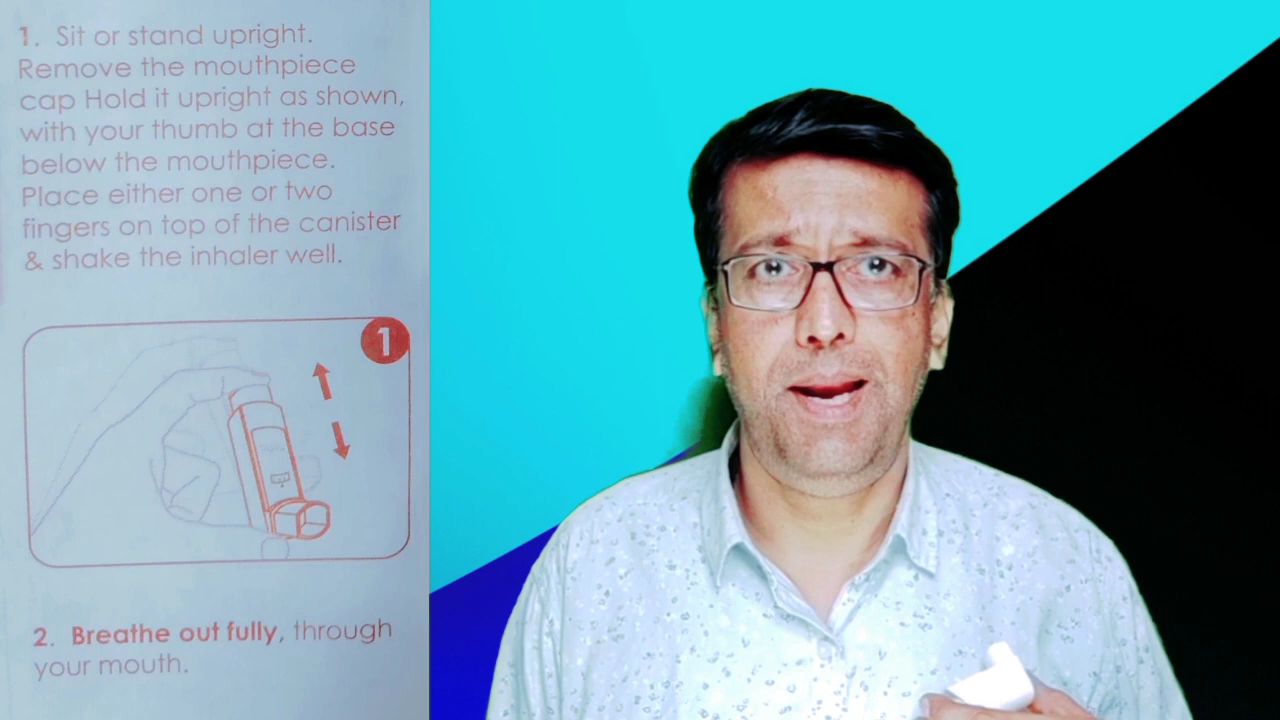 1. Sit or stand upright.
Remove the mouthpiece
cap Hold it upright as shown,
with your thumb at the base
below the mouthpiece.
Place either one or two
fingers on top of the canister
& shake the inhaler well.
1
2. Breathe out fully, through
your mouth.